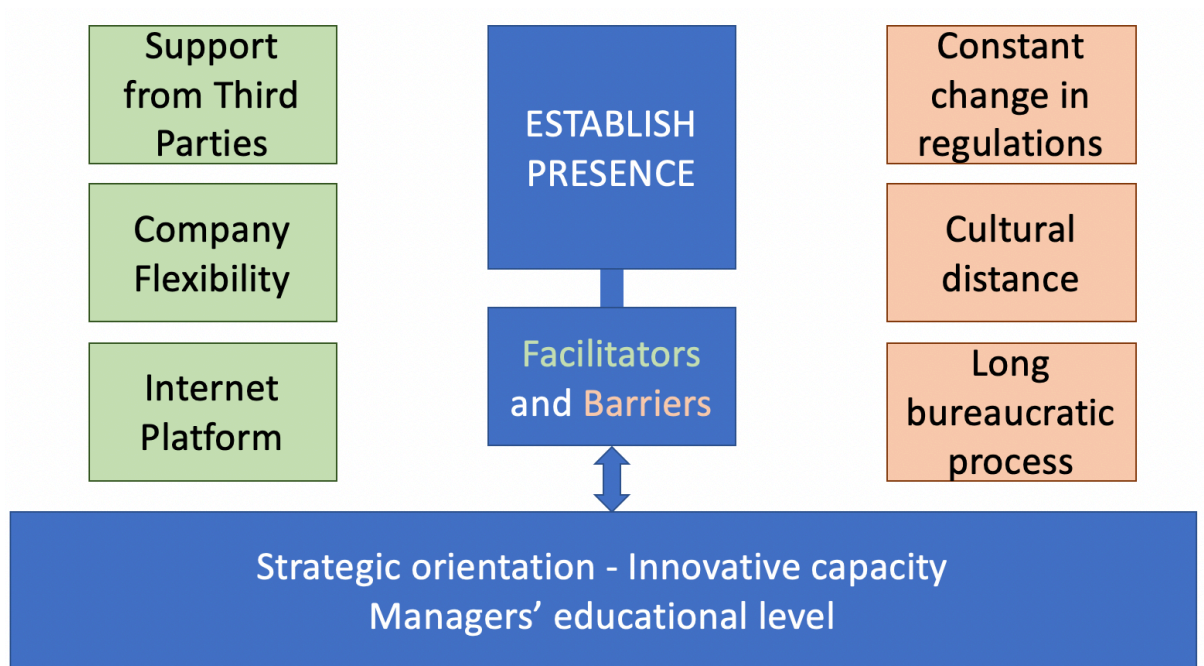 Support
from Third
Parties
Company
Flexibility
Internet
Platform
ESTABLISH
PRESENCE
Facilitators
and Barriers
Constant
change in
regulations
Cultural
distance
Long
bureaucratic
process
Strategic orientation - Innovative capacity
Managers’ educational level